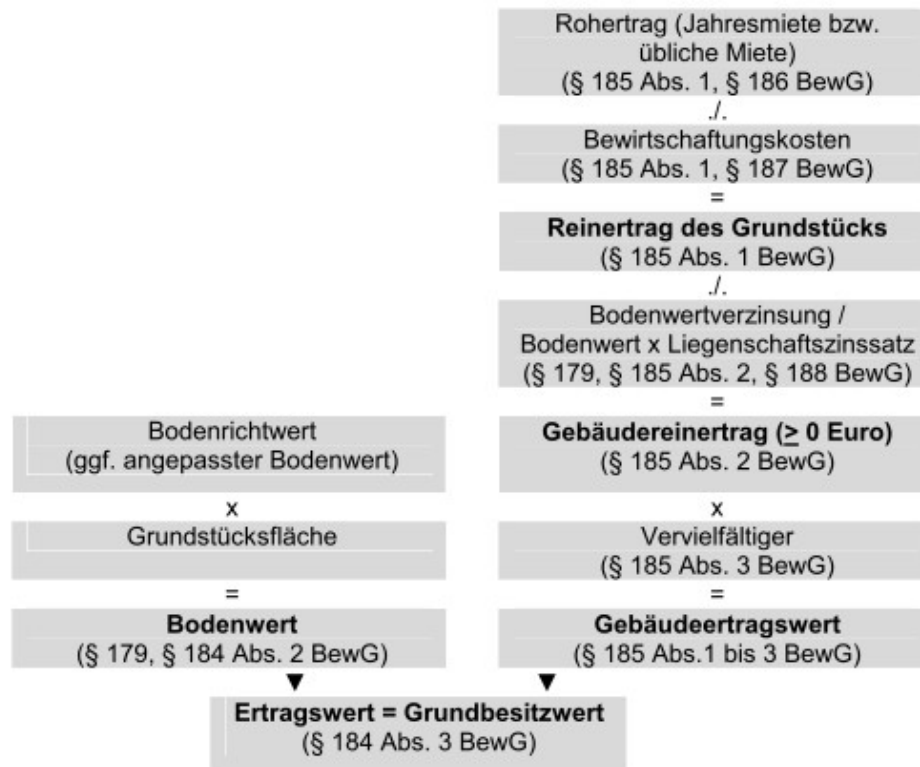 Rohertrag (Jahresmiete bzw.
übliche Miete)
(§ 185 Abs. 1, § 186 BewG)
./.
Bewirtschaftungskosten
(§ 185 Abs. 1, § 187 BewG)
=
Reinertrag des Grundstücks
(§ 185 Abs. 1 BewG)
./.
Bodenwertverzinsung /
Bodenwert x Liegenschaftszinssatz
(§ 179, § 185 Abs. 2, § 188 BewG)
=
Gebäudereinertrag (≥ 0 Euro)
(§ 185 Abs. 2 BewG)
x
Vervielfältiger
(§ 185 Abs. 3 BewG)
=
Gebäudeertragswert
(§ 185 Abs.1 bis 3 BewG)
Bodenrichtwert
(ggf. angepasster Bodenwert)
x
Grundstücksfläche
=
Bodenwert
(§ 179, § 184 Abs. 2 BewG)
▼ ▼
Ertragswert = Grundbesitzwert
(§ 184 Abs. 3 BewG)